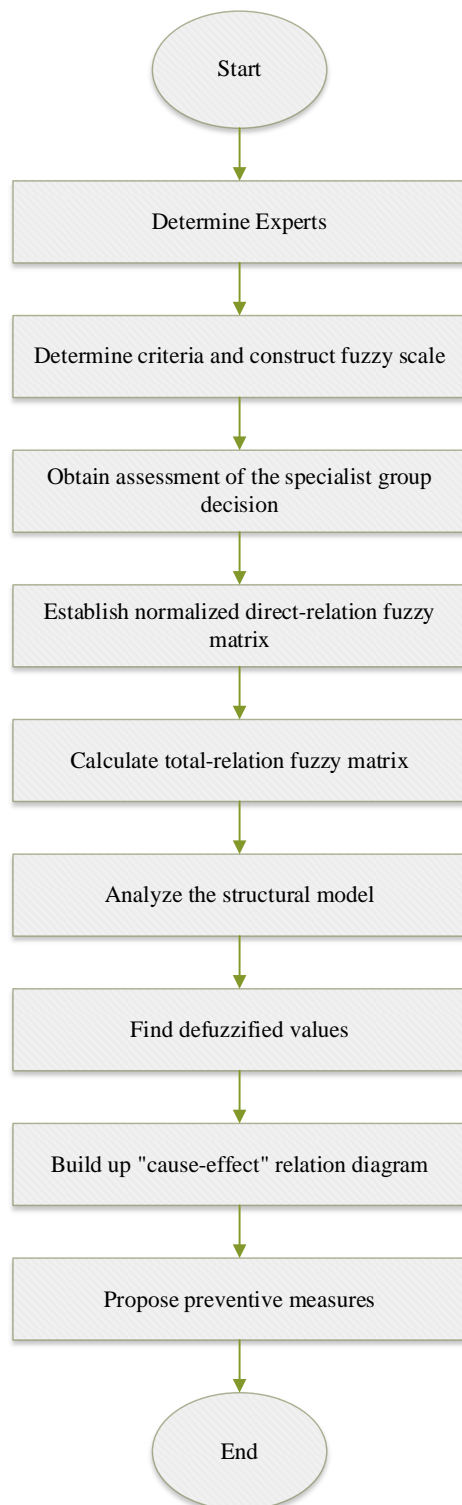 Start
Determine Experts
Determine criteria and construct fuzzy scale
Obtain assessment of the specialist group
decision
Establish normalized direct-relation fuzzy
matrix
Calculate total-relation fuzzy matrix
Analyze the structural model
Find defuzzified values
Build up "cause-effect" relation diagram
Propose preventive measures
End